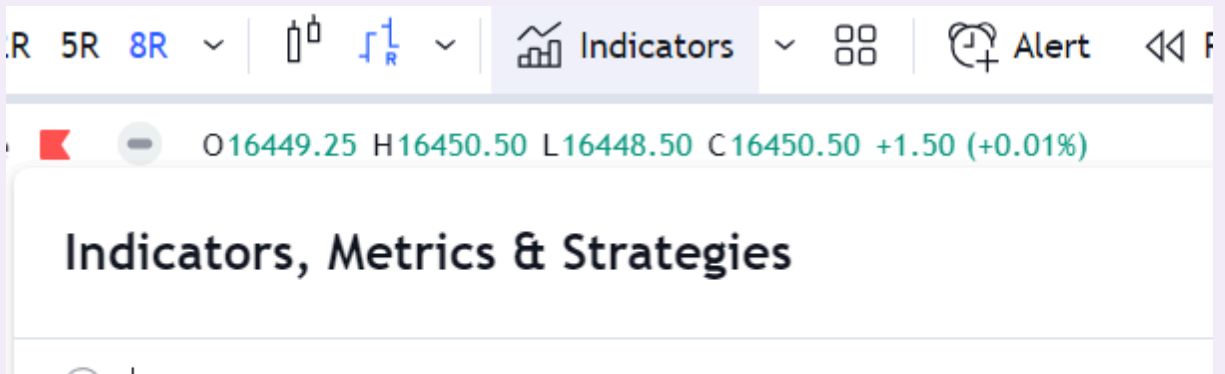 5R 8R Indicators Alert
O16449.25 H16450.50 L16448.50 C16450.50 +1.50 (+0.01%)
Indicators, Metrics & Strategies